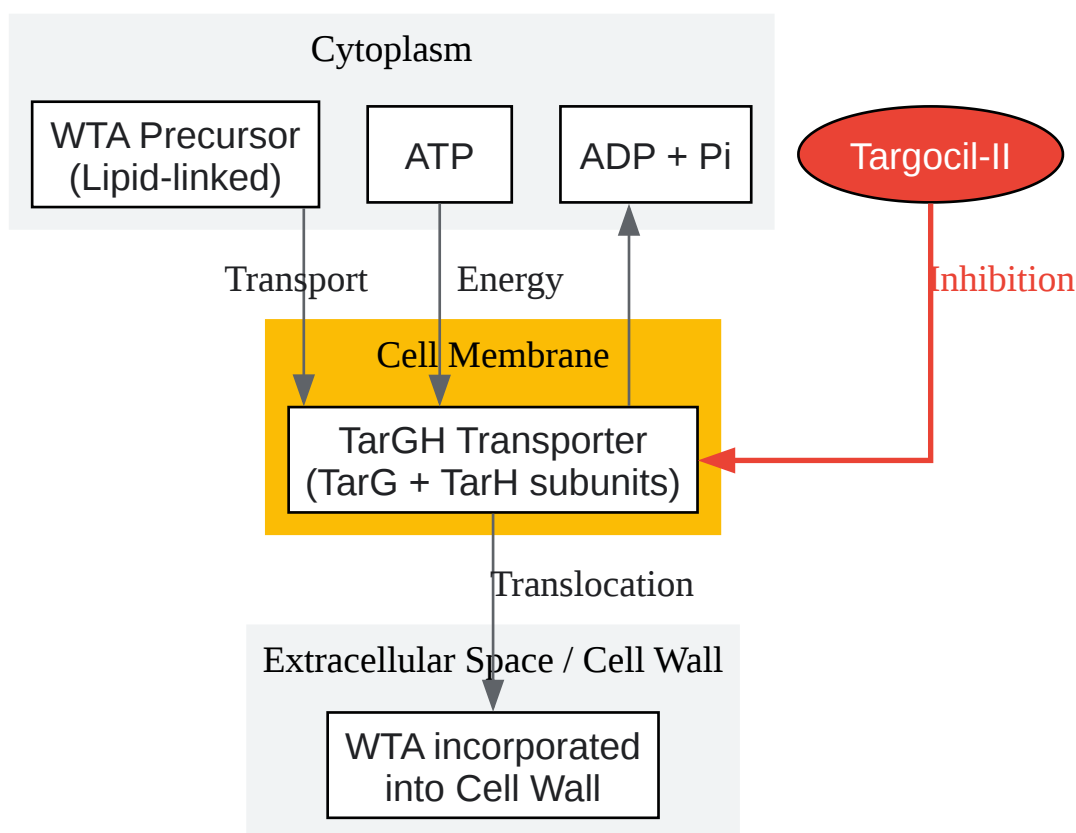 Cytoplasm
WTA Precursor
(Lipid-linked)
ATP
ADP + Pi
Targocil-II
Transport
Energy
Inhibition
Cell Membrane
TarGH Transporter
(TarG + TarH subunits)
Translocation
Extracellular Space / Cell Wall
WTA incorporated
into Cell Wall